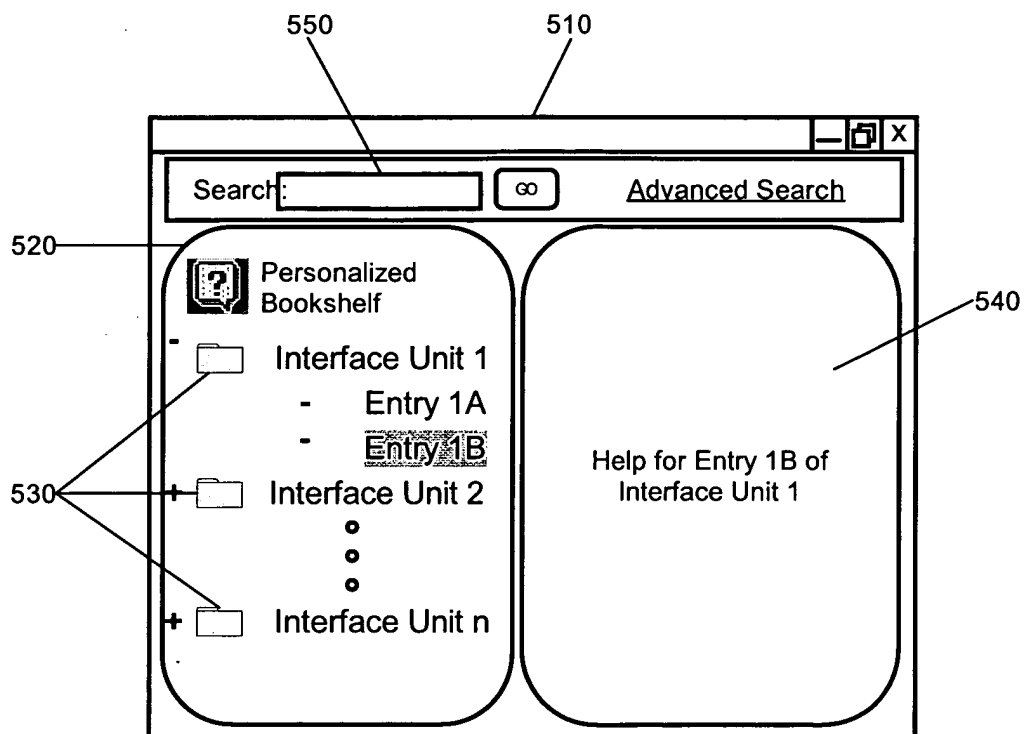 550
510
X
Search:
GO
Advanced Search
520
?
Personalized
Bookshelf
540
- Interface Unit 1
- Entry 1A
- Entry 1B
Help for Entry 1B of
Interface Unit 1
530
+ Interface Unit 2
+ Interface Unit n